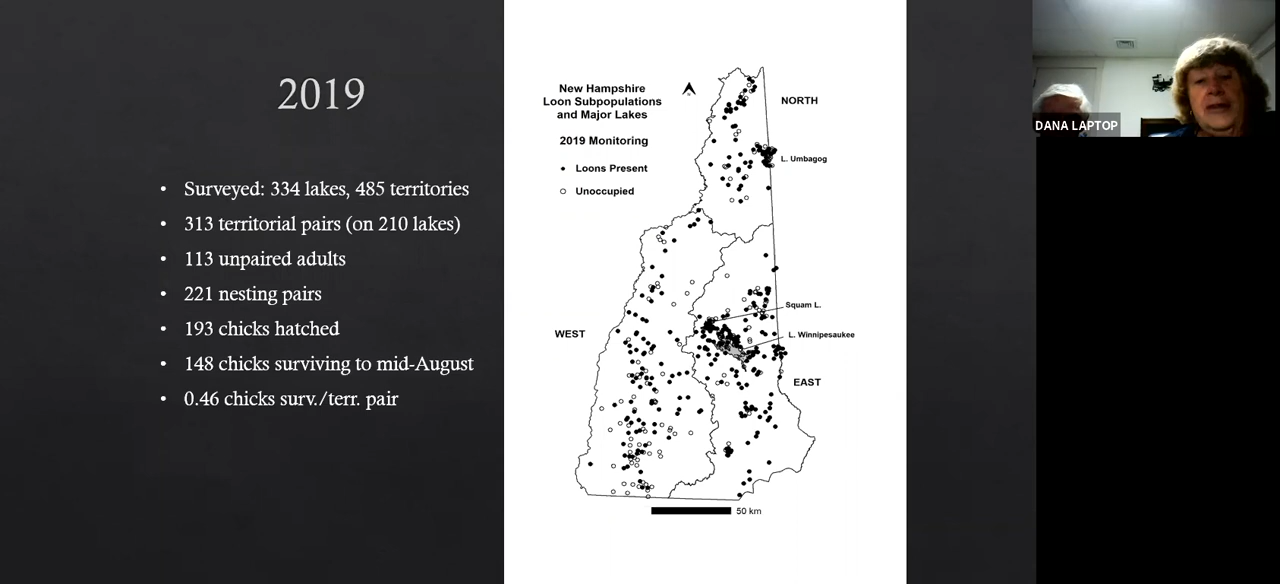 2019
• Surveyed: 334 lakes, 485 territories
• 313 territorial pairs (on 210 lakes)
• 113 unpaired adults
• 221 nesting pairs
• 193 chicks hatched
• 148 chicks surviving to mid-August
• 0.46 chicks surv./terr. pair
New Hampshire
Loon Subpopulations
and Major Lakes
2019 Monitoring
Loons Present
Unoccupied
NORTH
L. Umbagog
Squam L.
L. Winnipesaukee
WEST
EAST
50 km
DANA LAPTOP